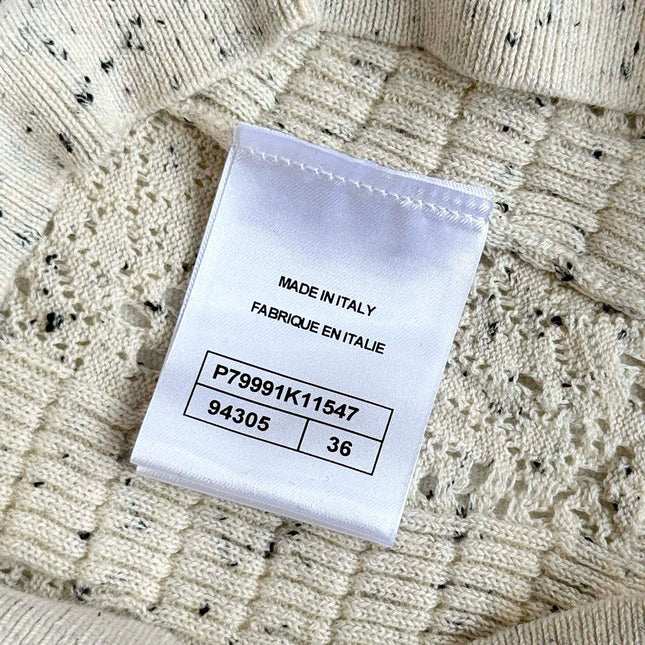 MADE IN ITALY
FABRIQUE EN ITALIE
P79991K11547
94305 36